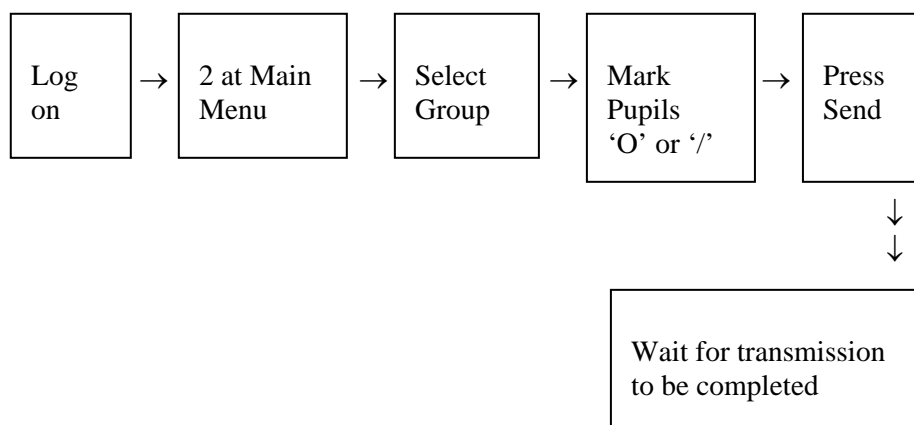 Log
on
→
2 at Main
Menu
→
Select
Group
→
Mark
Pupils
‘O’ or ‘/’
→
Press
Send
↓
↓
Wait for transmission
to be completed